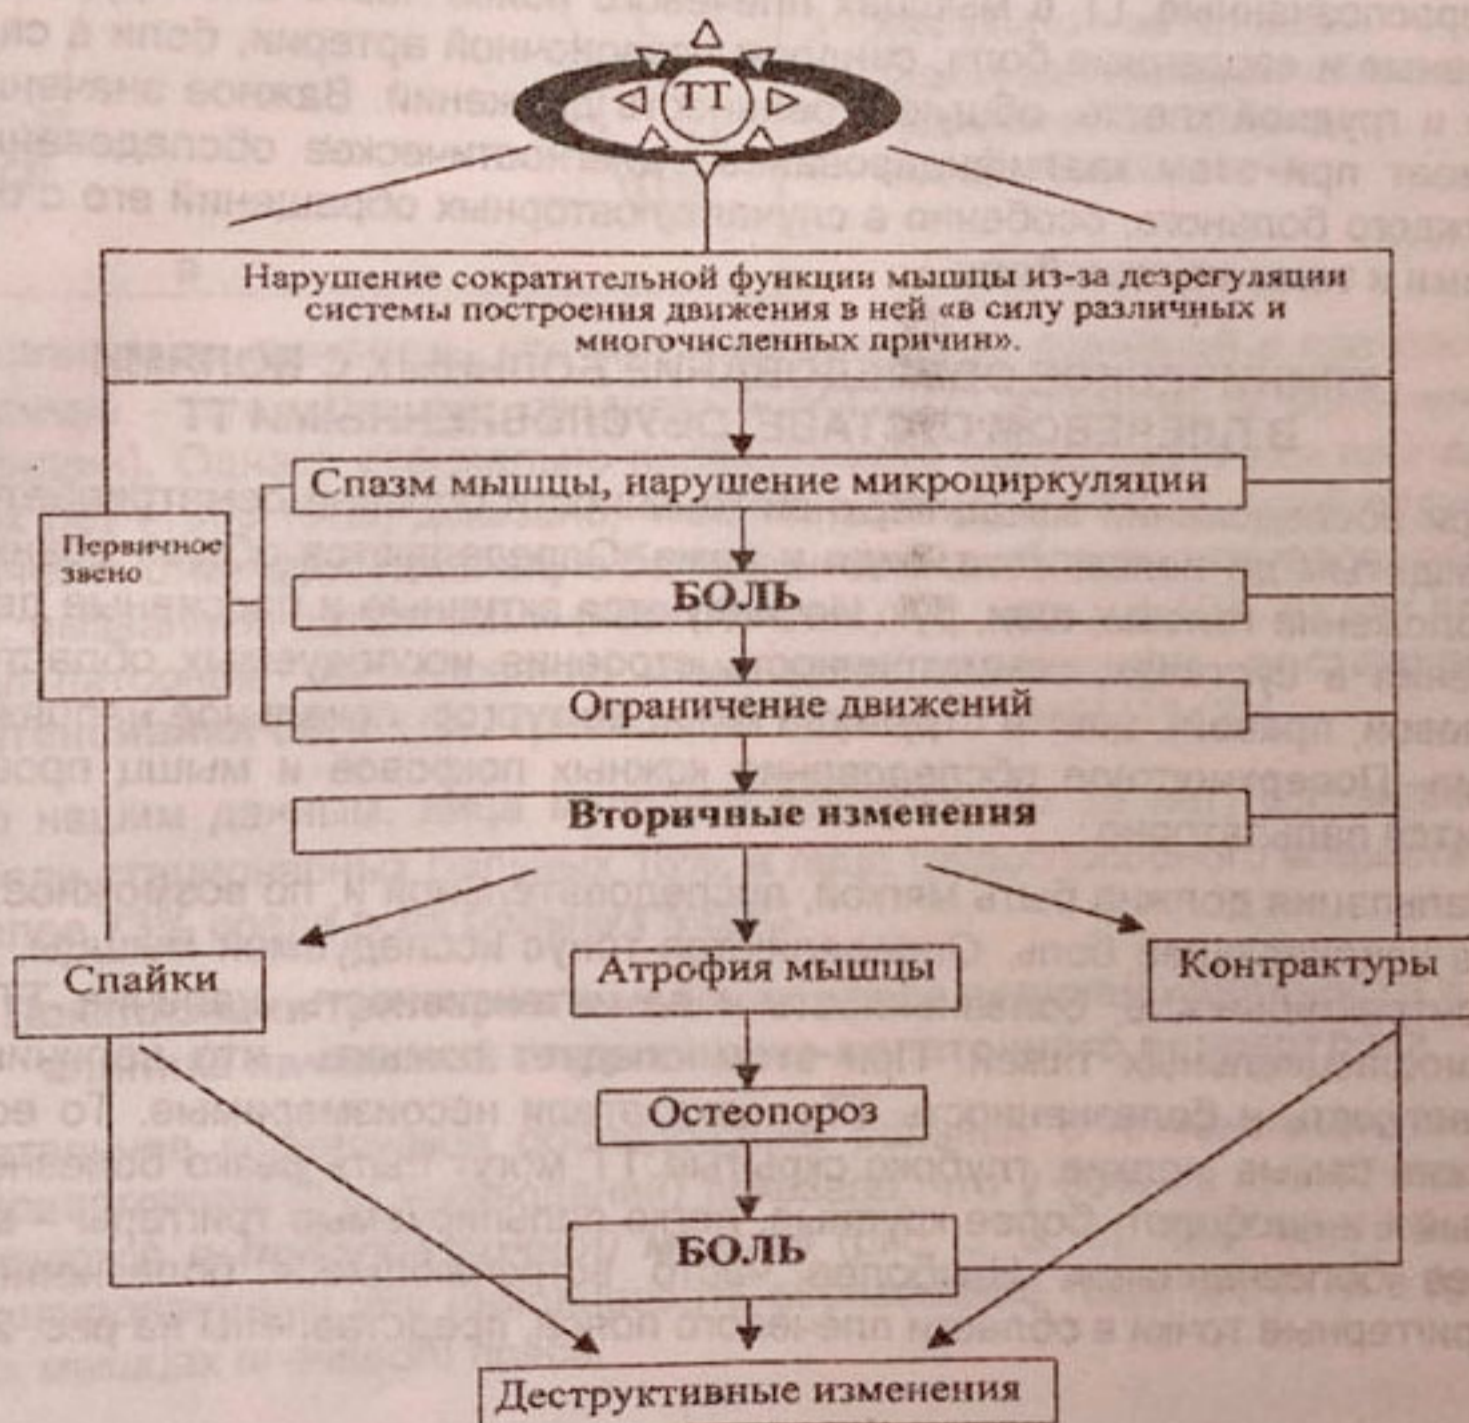 ТТ
Нарушение сократительной функции мышцы из-за дезрегуляции
системы построения движения в ней «в силу различных и
многочисленных причин».
Спазм мышцы, нарушение микроциркуляции
Первичное
звено
БОЛЬ
Ограничение движений
Вторичные изменения
Спайки
Атрофия мышцы
Контрактуры
Остеопороз
БОЛЬ
Деструктивные изменения